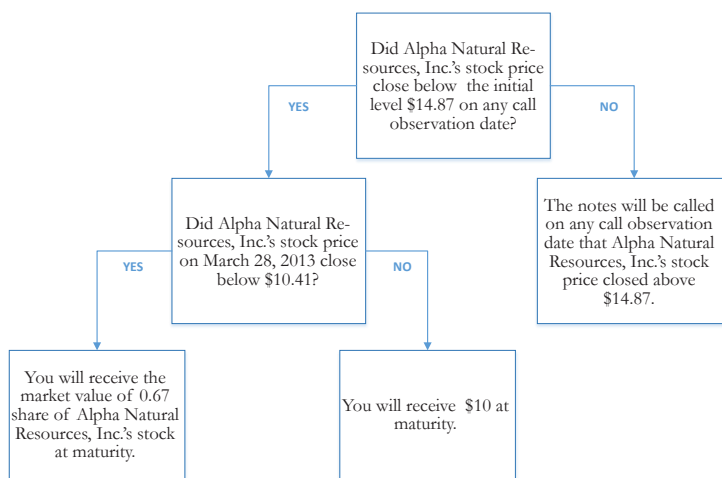 Did Alpha Natural Re-
sources, Inc.'s stock price
close below the initial
level $14.87 on any call
observation date?
YES
NO
Did Alpha Natural Re-
sources, Inc.'s stock price
on March 28, 2013 close
below $10.41?
The notes will be called
on any call observation
date that Alpha Natural
Resources, Inc.'s stock
price closed above
$14.87.
YES
NO
You will receive the
market value of 0.67
share of Alpha Natural
Resources, Inc.'s stock
at maturity.
You will receive $10 at
maturity.